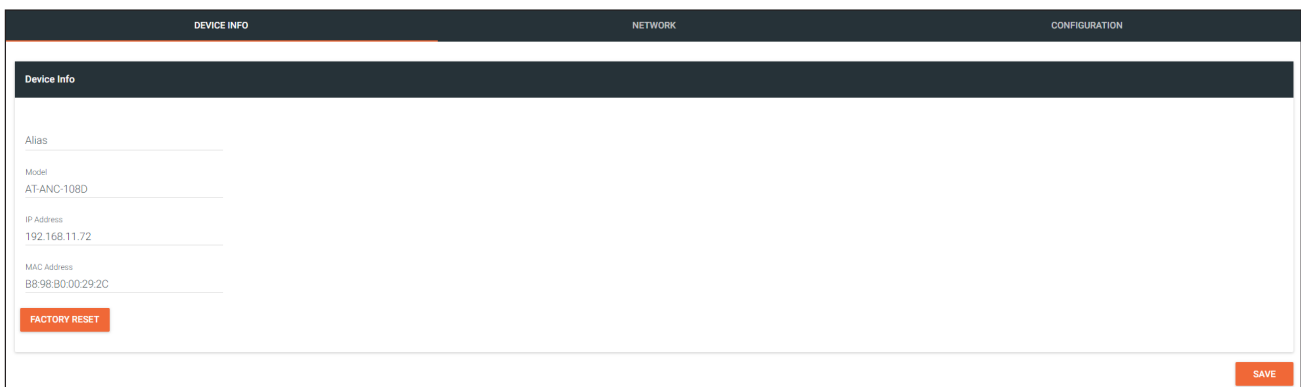 DEVICE INFO NETWORK CONFIGURATION
Device Info
Alias
Model
AT-ANC-108D
IP Address
192.168.11.72
MAC Address
B8:98:B0:00:29:2C
FACTORY RESET
SAVE